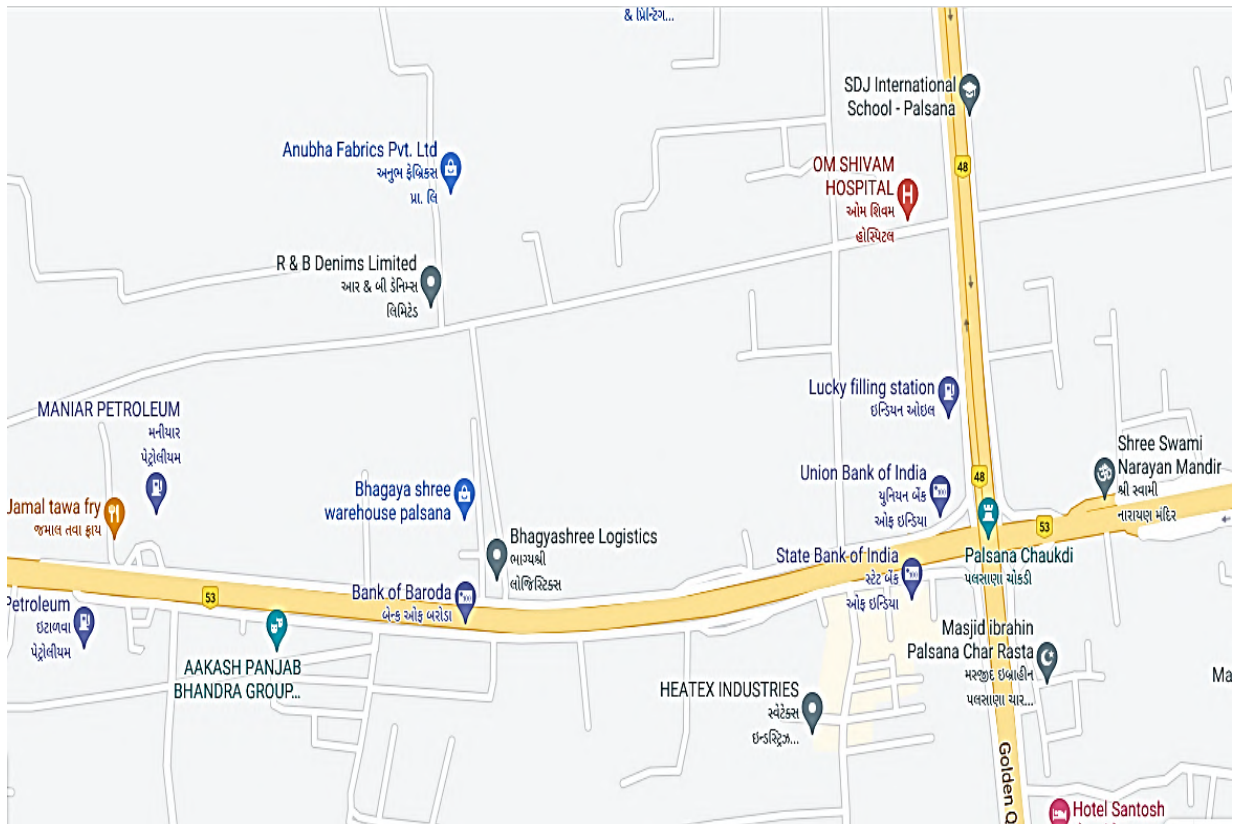 & પ્રિન્ટિંગ...
SDJ International
School - Palsana
Anubha Fabrics Pvt. Ltd
અનુભ ફેબ્રિકસ
પ્રા. લિ
48
OM SHIVAM
HOSPITAL
ઓમ શિવમ
હોસ્પિટલ
R & B Denims Limited
આર & બી ડેનિમ્સ
લિમિટેડ
Lucky filling station
ઇન્ડિયન ઓઇલ
MANIAR PETROLEUM
મનીયાર
પેટ્રોલીયમ
Shree Swami
Narayan Mandir
શ્રી સ્વામી
નારાયણ મંદિર
Union Bank of India
યુનિયન બેંક
ઓફ ઇન્ડિયા
48
Bhagaya shree
warehouse palsana
Jamal tawa fry
જમાલ તવા ફ્રાય
53
Bhagyashree Logistics
ભાગ્યશ્રી
લોજિસ્ટિક્સ
Palsana Chaukdi
પલસાણા ચોકડી
State Bank of India
સ્ટેટ બેંક
ઓફ ઇન્ડિયા
53
Bank of Baroda
બેન્ક ઓફ બરોડા
Petroleum
ઇટાળવા
પેટ્રોલીયમ
AAKASH PANJAB
BHANDRA GROUP...
Masjid ibrahin
Palsana Char Rasta
મસ્જીદ ઇબ્રાહીન
પલસાણા ચાર...
Ma
HEATEX INDUSTRIES
સ્વેટેક્સ
ઇન્ડસ્ટ્રિઝ...
Golden Q
Hotel Santosh